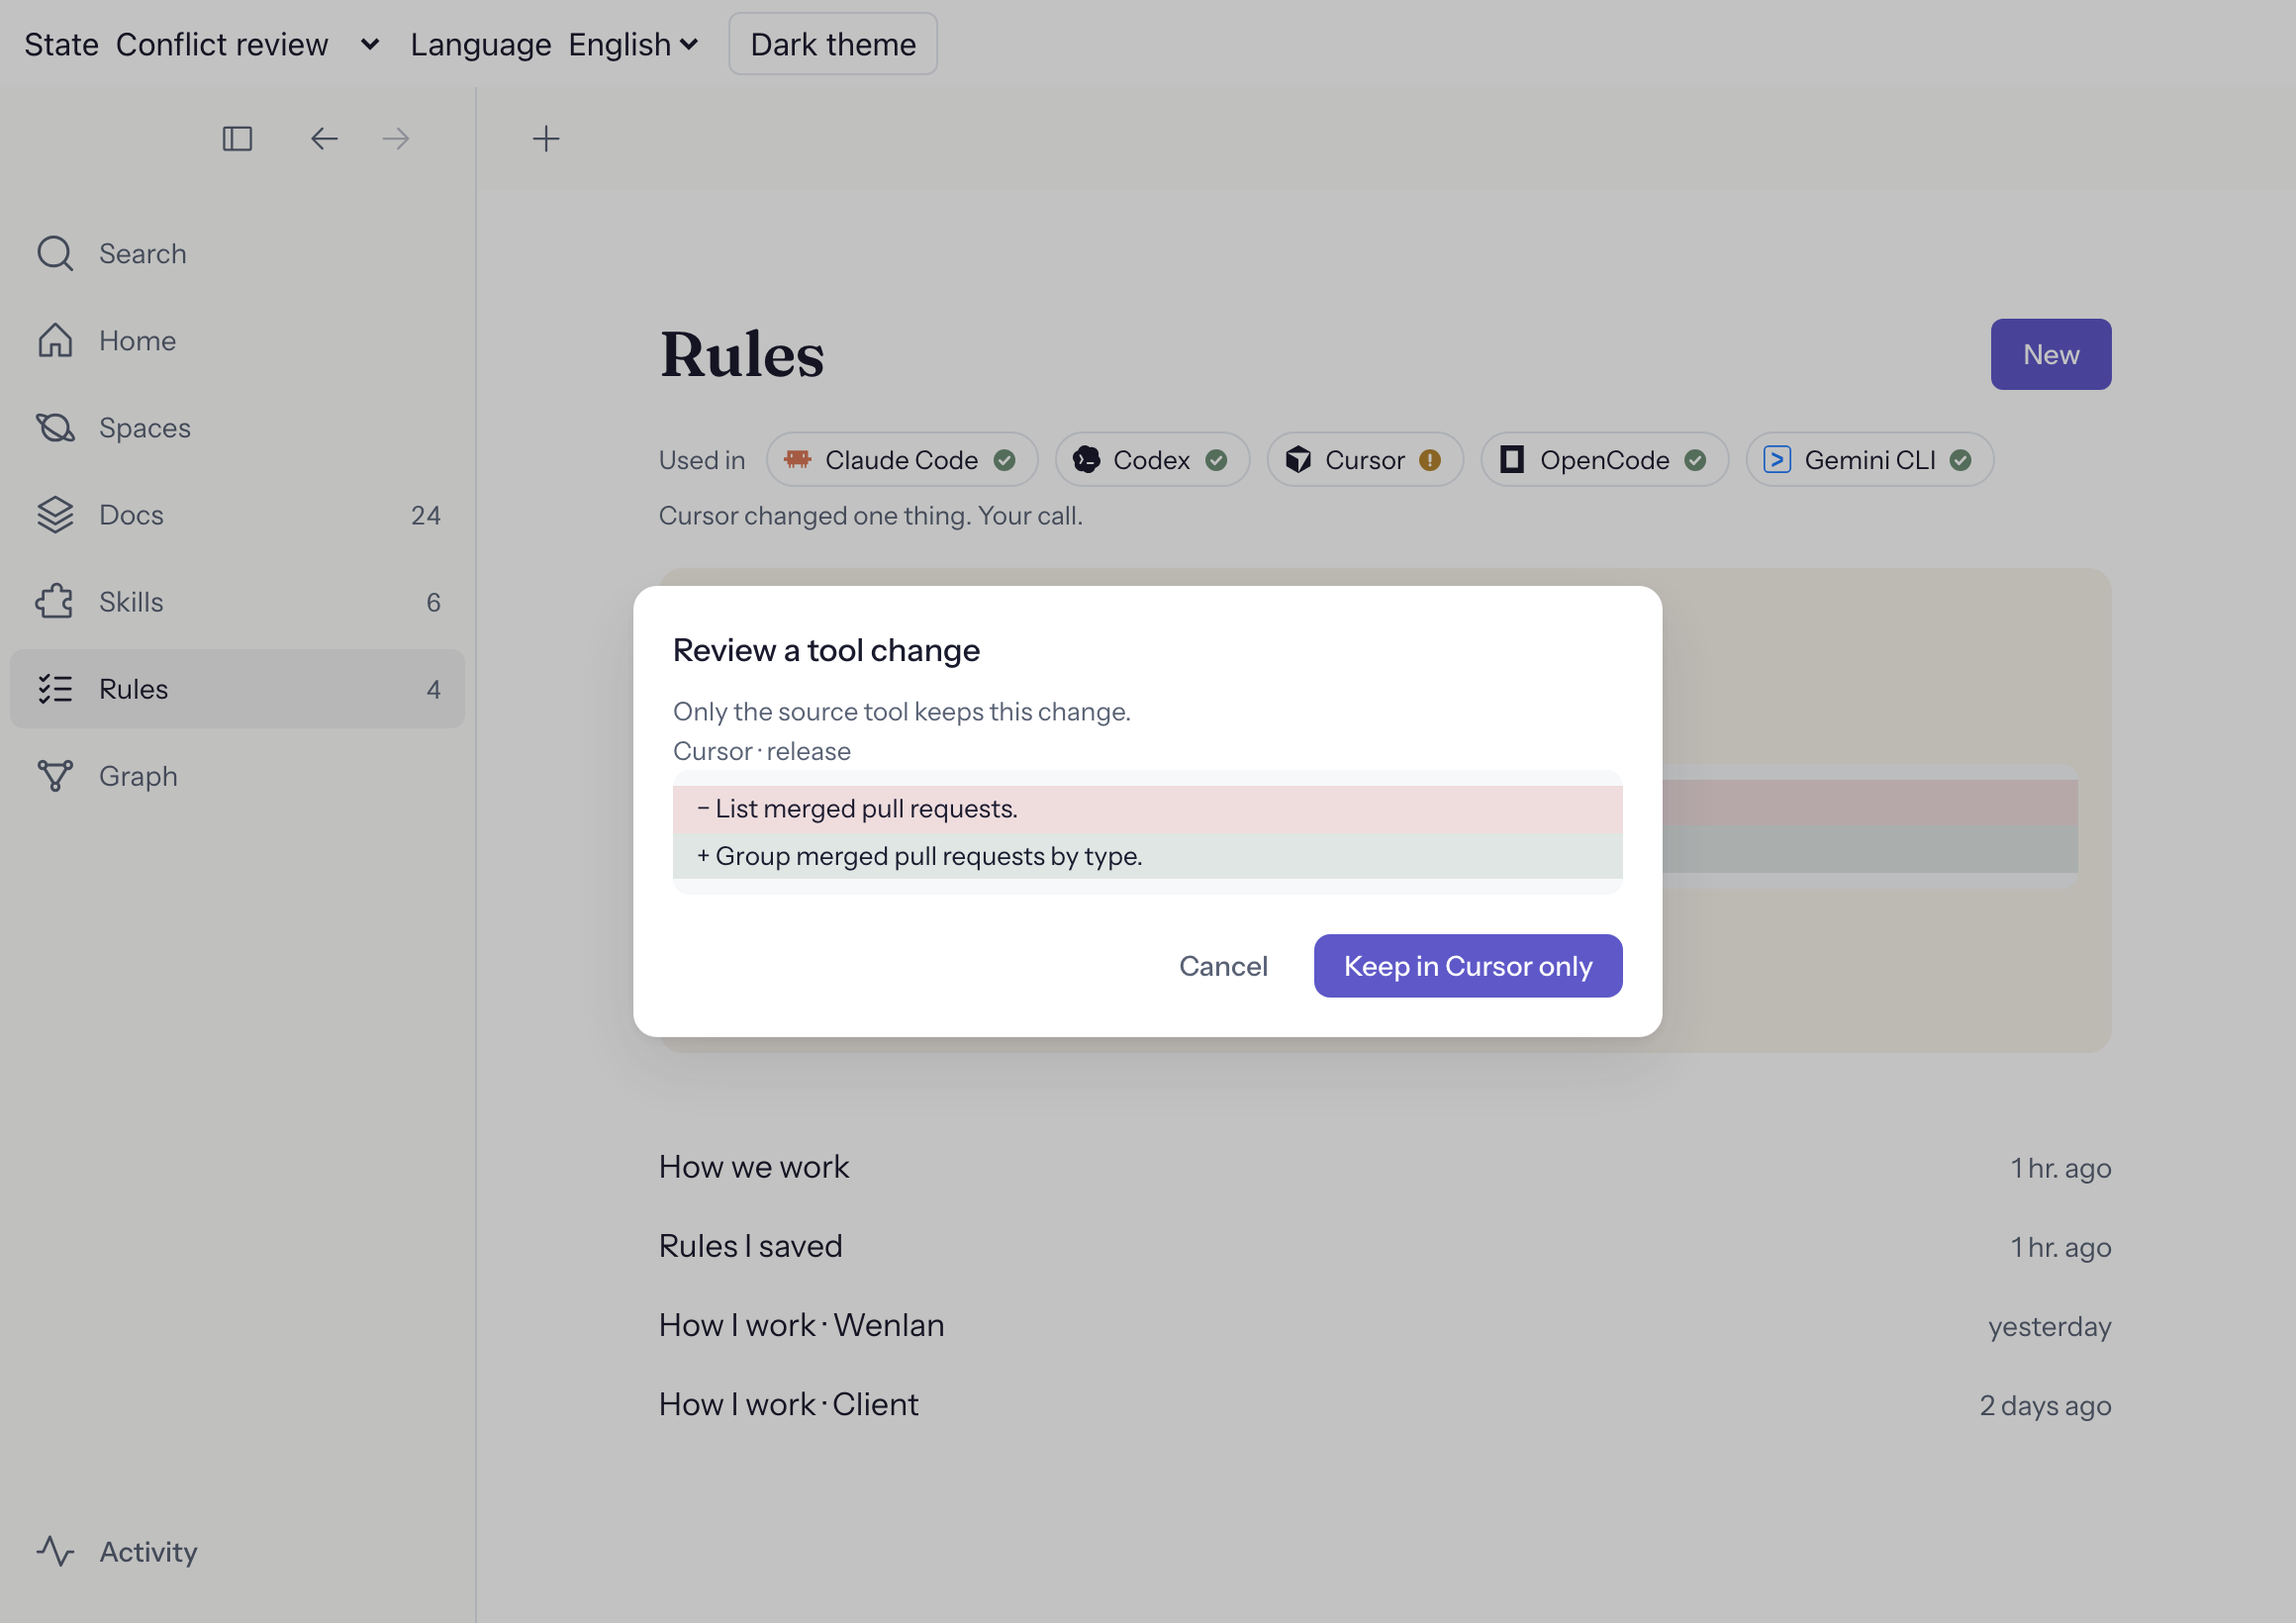 State Conflict review Language English Dark theme
Search
Home
Spaces
Docs 24
Skills 6
Rules 4
Graph
Activity
Rules
New
Used in Claude Code Codex Cursor OpenCode Gemini CLI
Cursor changed one thing. Your call.
Review a tool change
Only the source tool keeps this change.
Cursor · release
− List merged pull requests.
+ Group merged pull requests by type.
Cancel Keep in Cursor only
How we work 1 hr. ago
Rules I saved 1 hr. ago
How I work · Wenlan yesterday
How I work · Client 2 days ago